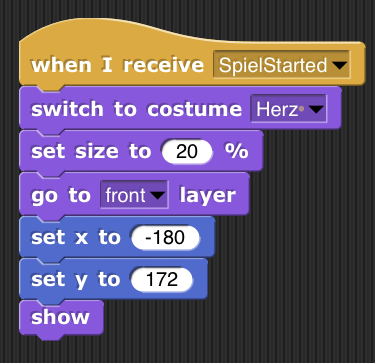 when I receive SpielStarted
switch to costume Herz
set size to 20 %
go to front layer
set x to -180
set y to 172
show